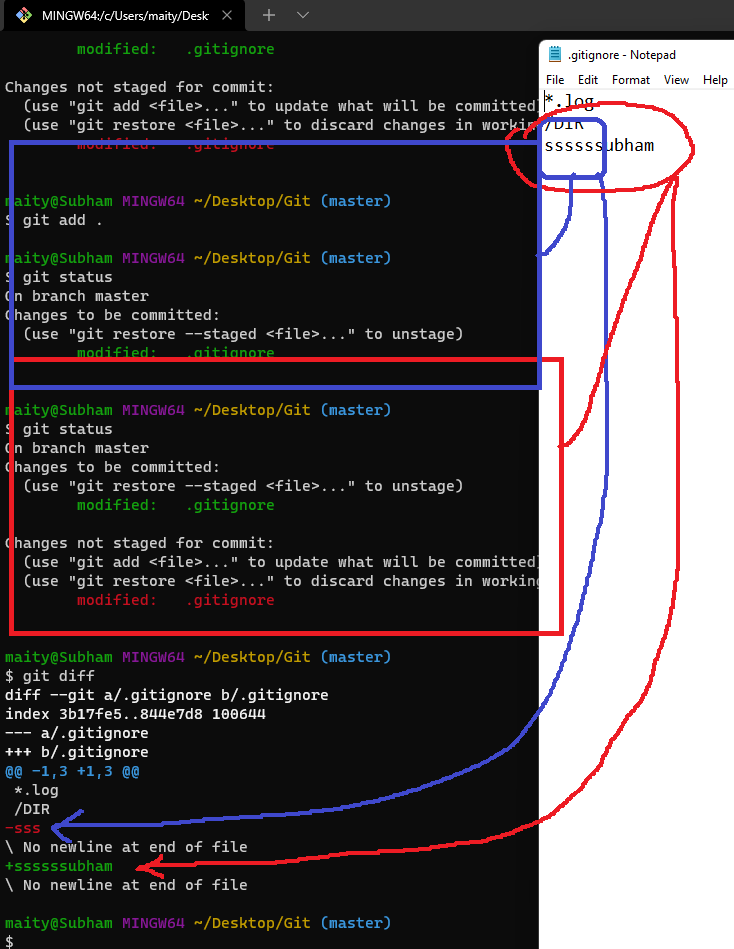 MINGW64:/c/Users/maity/Desk
modified: .gitignore
Changes not staged for commit:
(use "git add <file>..." to update what will be committed)
(use "git restore <file>..." to discard changes in working
modified: .gitignore
maity@Subham MINGW64 ~/Desktop/Git (master)
$ git add .
maity@Subham MINGW64 ~/Desktop/Git (master)
$ git status
On branch master
Changes to be committed:
(use "git restore --staged <file>..." to unstage)
modified: .gitignore
maity@Subham MINGW64 ~/Desktop/Git (master)
$ git status
On branch master
Changes to be committed:
(use "git restore --staged <file>..." to unstage)
modified: .gitignore
Changes not staged for commit:
(use "git add <file>..." to update what will be committed)
(use "git restore <file>..." to discard changes in working
modified: .gitignore
maity@Subham MINGW64 ~/Desktop/Git (master)
$ git diff
diff --git a/.gitignore b/.gitignore
index 3b17fe5..844e7d8 100644
--- a/.gitignore
+++ b/.gitignore
@@ -1,3 +1,3 @@
*.log
/DIR
-sss
\ No newline at end of file
+ssssssubham
\ No newline at end of file
maity@Subham MINGW64 ~/Desktop/Git (master)
$
.gitignore - Notepad
File Edit Format View Help
*.log
/DIR
sssssssubham